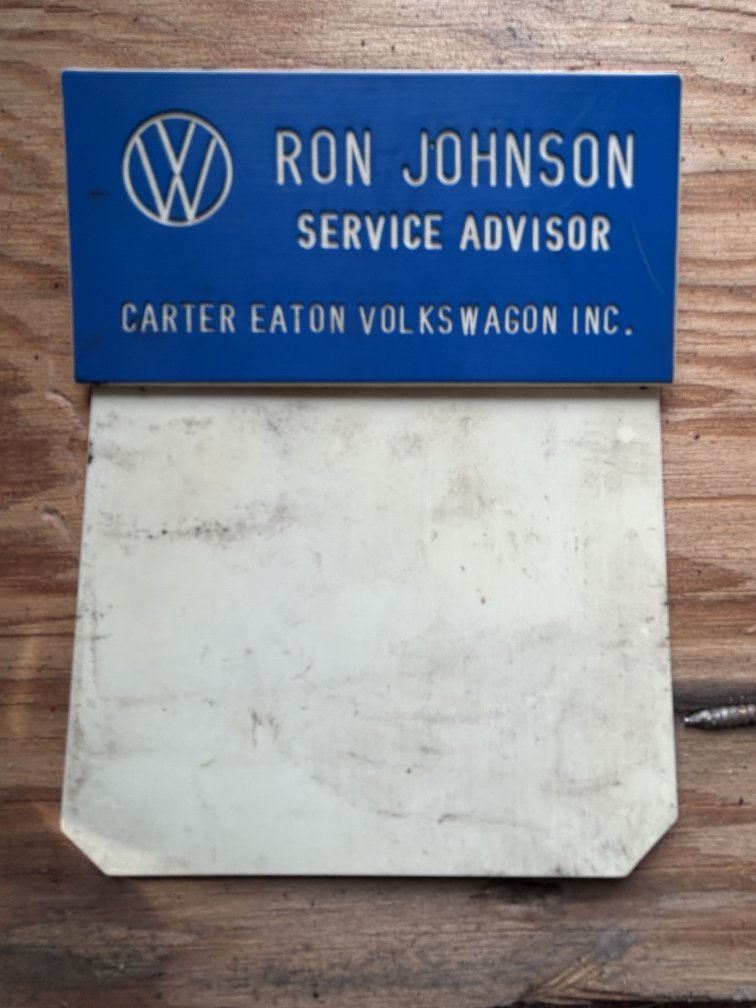 RON JOHNSON
SERVICE ADVISOR
CARTER EATON VOLKSWAGON INC.